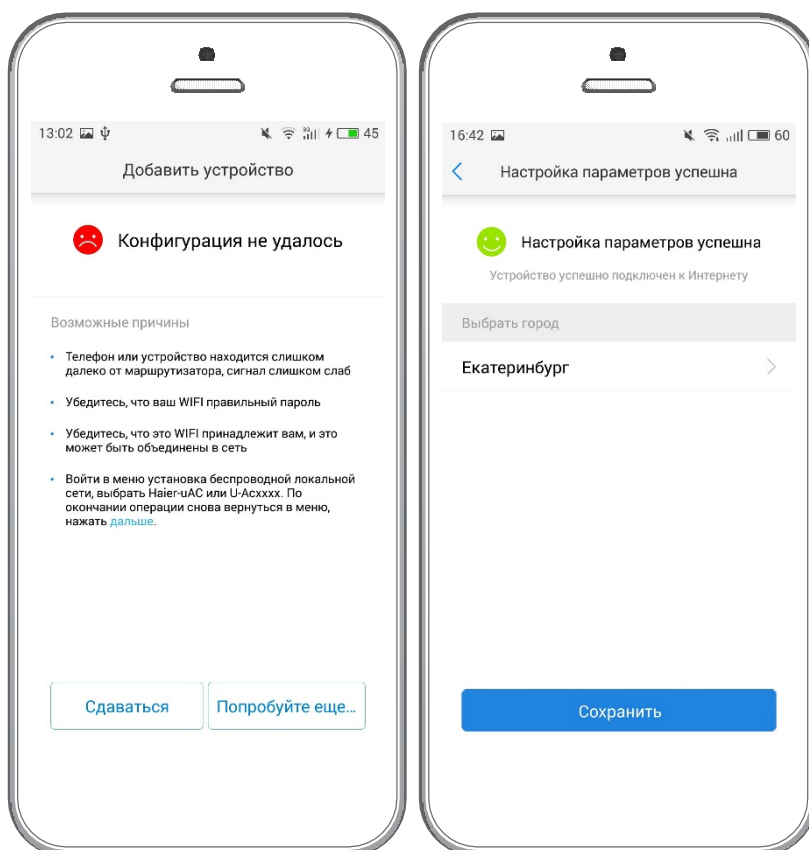 13:02
3G
45
Добавить устройство
Конфигурация не удалось
Возможные причины
• Телефон или устройство находится слишком
далеко от маршрутизатора, сигнал слишком слаб
• Убедитесь, что ваш WIFI правильный пароль
• Убедитесь, что это WIFI принадлежит вам, и это
может быть объединены в сеть
• Войти в меню установка беспроводной локальной
сети, выбрать Haier-uAC или U-Acxxxx. По
окончании операции снова вернуться в меню,
нажать дальше.
Сдаваться
Попробуйте еще...
16:42
60
Настройка параметров успешна
Настройка параметров успешна
Устройство успешно подключен к Интернету
Выбрать город
Екатеринбург
Сохранить